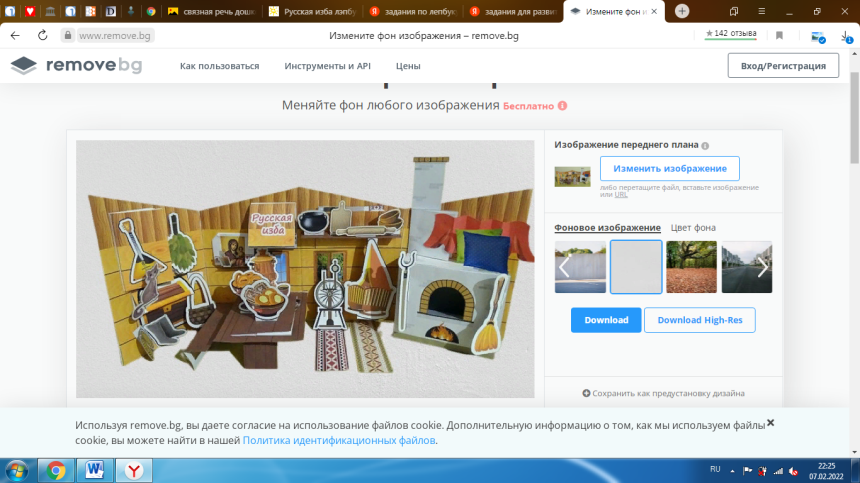 связная речь дошк
Русская изба лэпбу
задания по лепбук
задания для разви
Измените фон и
www.remove.bg
Измените фон изображения – remove.bg
142 отзыва
removebg
Как пользоваться
Инструменты и API
Цены
Вход/Регистрация
Меняйте фон любого изображения Бесплатно
Русская
изба
Изображение переднего плана
Изменить изображение
либо перетащите файл, вставьте изображение
или URL
Фоновое изображение
Цвет фона
Download
Download High-Res
Сохранить как предустановку дизайна
Используя remove.bg, вы даете согласие на использование файлов cookie. Дополнительную информацию о том, как мы используем файлы
cookie, вы можете найти в нашей Политика идентификационных файлов.
RU
22:25
07.02.2022